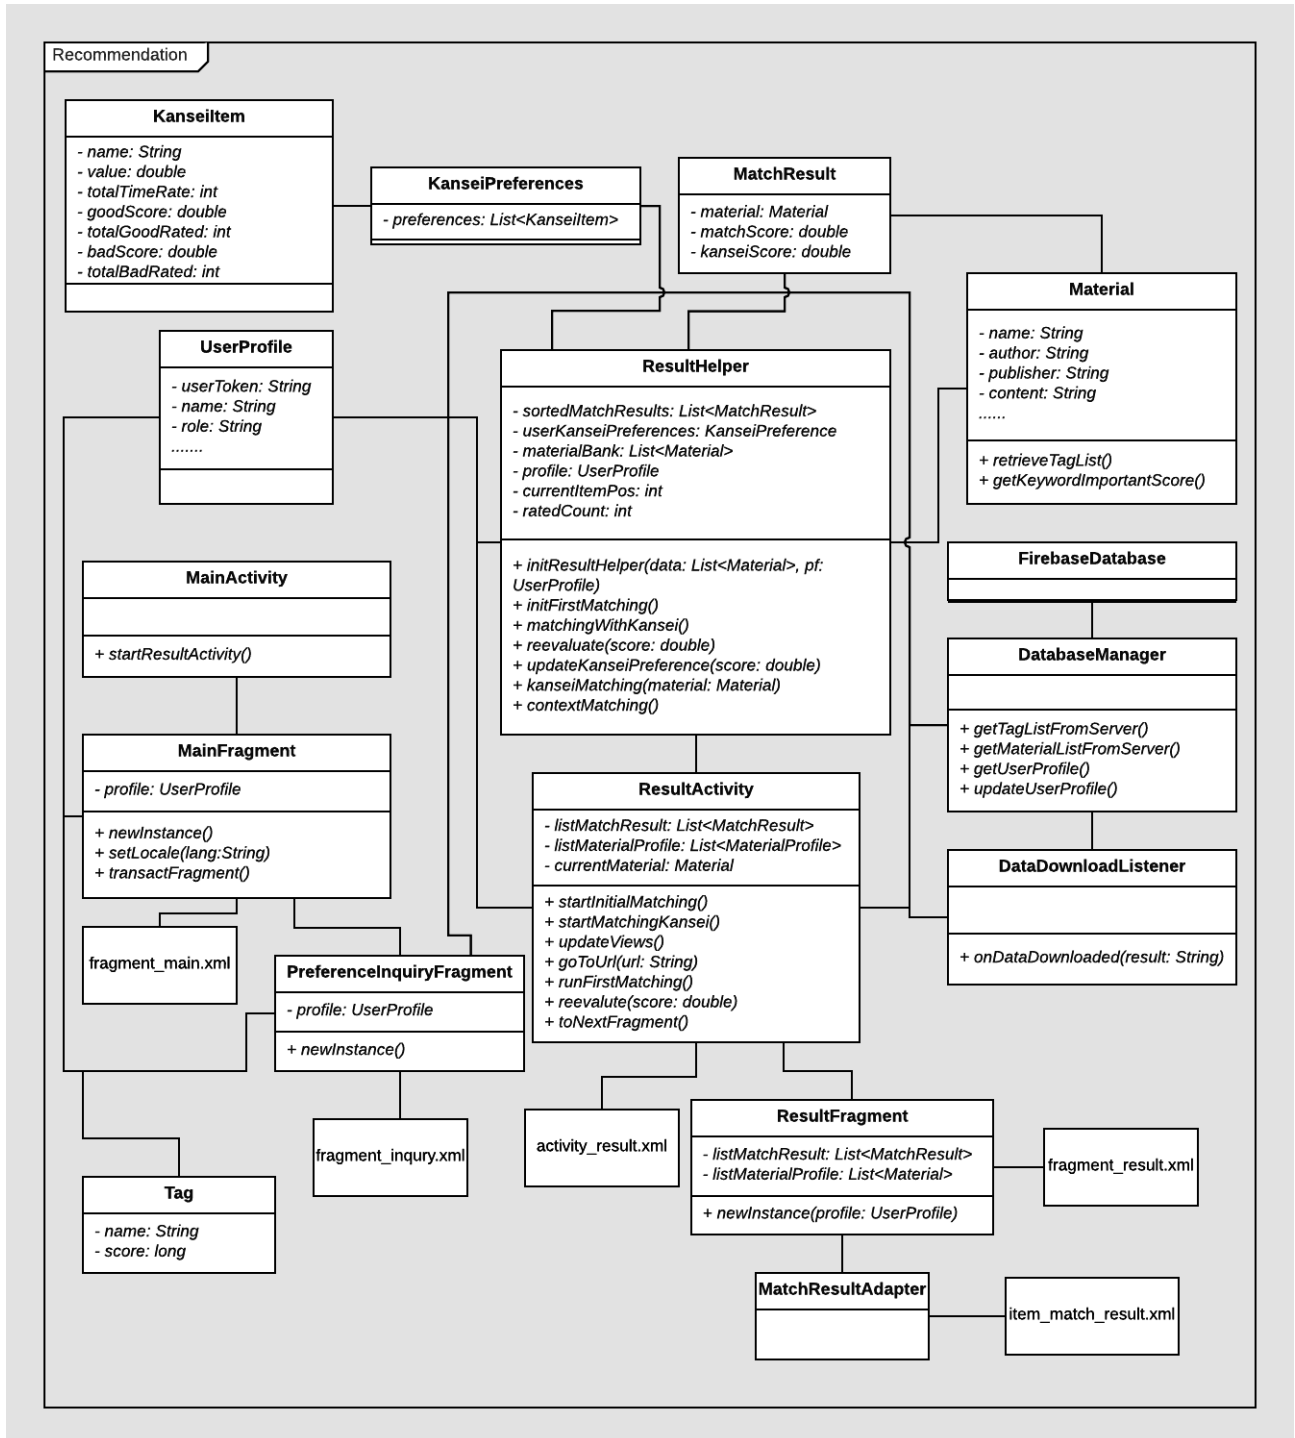 Recommendation
KanseiItem
- name: String
- value: double
- totalTimeRate: int
- goodScore: double
- totalGoodRated: int
- badScore: double
- totalBadRated: int
KanseiPreferences
- preferences: List<KanseiItem>
MatchResult
- material: Material
- matchScore: double
- kanseiScore: double
Material
- name: String
- author: String
- publisher: String
- content: String
......
+ retrieveTagList()
+ getKeywordImportantScore()
UserProfile
- userToken: String
- name: String
- role: String
.......
ResultHelper
- sortedMatchResults: List<MatchResult>
- userKanseiPreferences: KanseiPreference
- materialBank: List<Material>
- profile: UserProfile
- currentItemPos: int
- ratedCount: int
+ initResultHelper(data: List<Material>, pf:
UserProfile)
+ initFirstMatching()
+ matchingWithKansei()
+ reevaluate(score: double)
+ updateKanseiPreference(score: double)
+ kanseiMatching(material: Material)
+ contextMatching()
FirebaseDatabase
MainActivity
+ startResultActivity()
DatabaseManager
+ getTagListFromServer()
+ getMaterialListFromServer()
+ getUserProfile()
+ updateUserProfile()
MainFragment
- profile: UserProfile
+ newInstance()
+ setLocale(lang:String)
+ transactFragment()
ResultActivity
- listMatchResult: List<MatchResult>
- listMaterialProfile: List<MaterialProfile>
- currentMaterial: Material
+ startInitialMatching()
+ startMatchingKansei()
+ updateViews()
+ goToUrl(url: String)
+ runFirstMatching()
+ reevalute(score: double)
+ toNextFragment()
DataDownloadListener
+ onDataDownloaded(result: String)
fragment_main.xml
PreferenceInquiryFragment
- profile: UserProfile
+ newInstance()
fragment_inqury.xml
activity_result.xml
ResultFragment
- listMatchResult: List<MatchResult>
- listMaterialProfile: List<Material>
+ newInstance(profile: UserProfile)
fragment_result.xml
Tag
- name: String
- score: long
MatchResultAdapter
item_match_result.xml